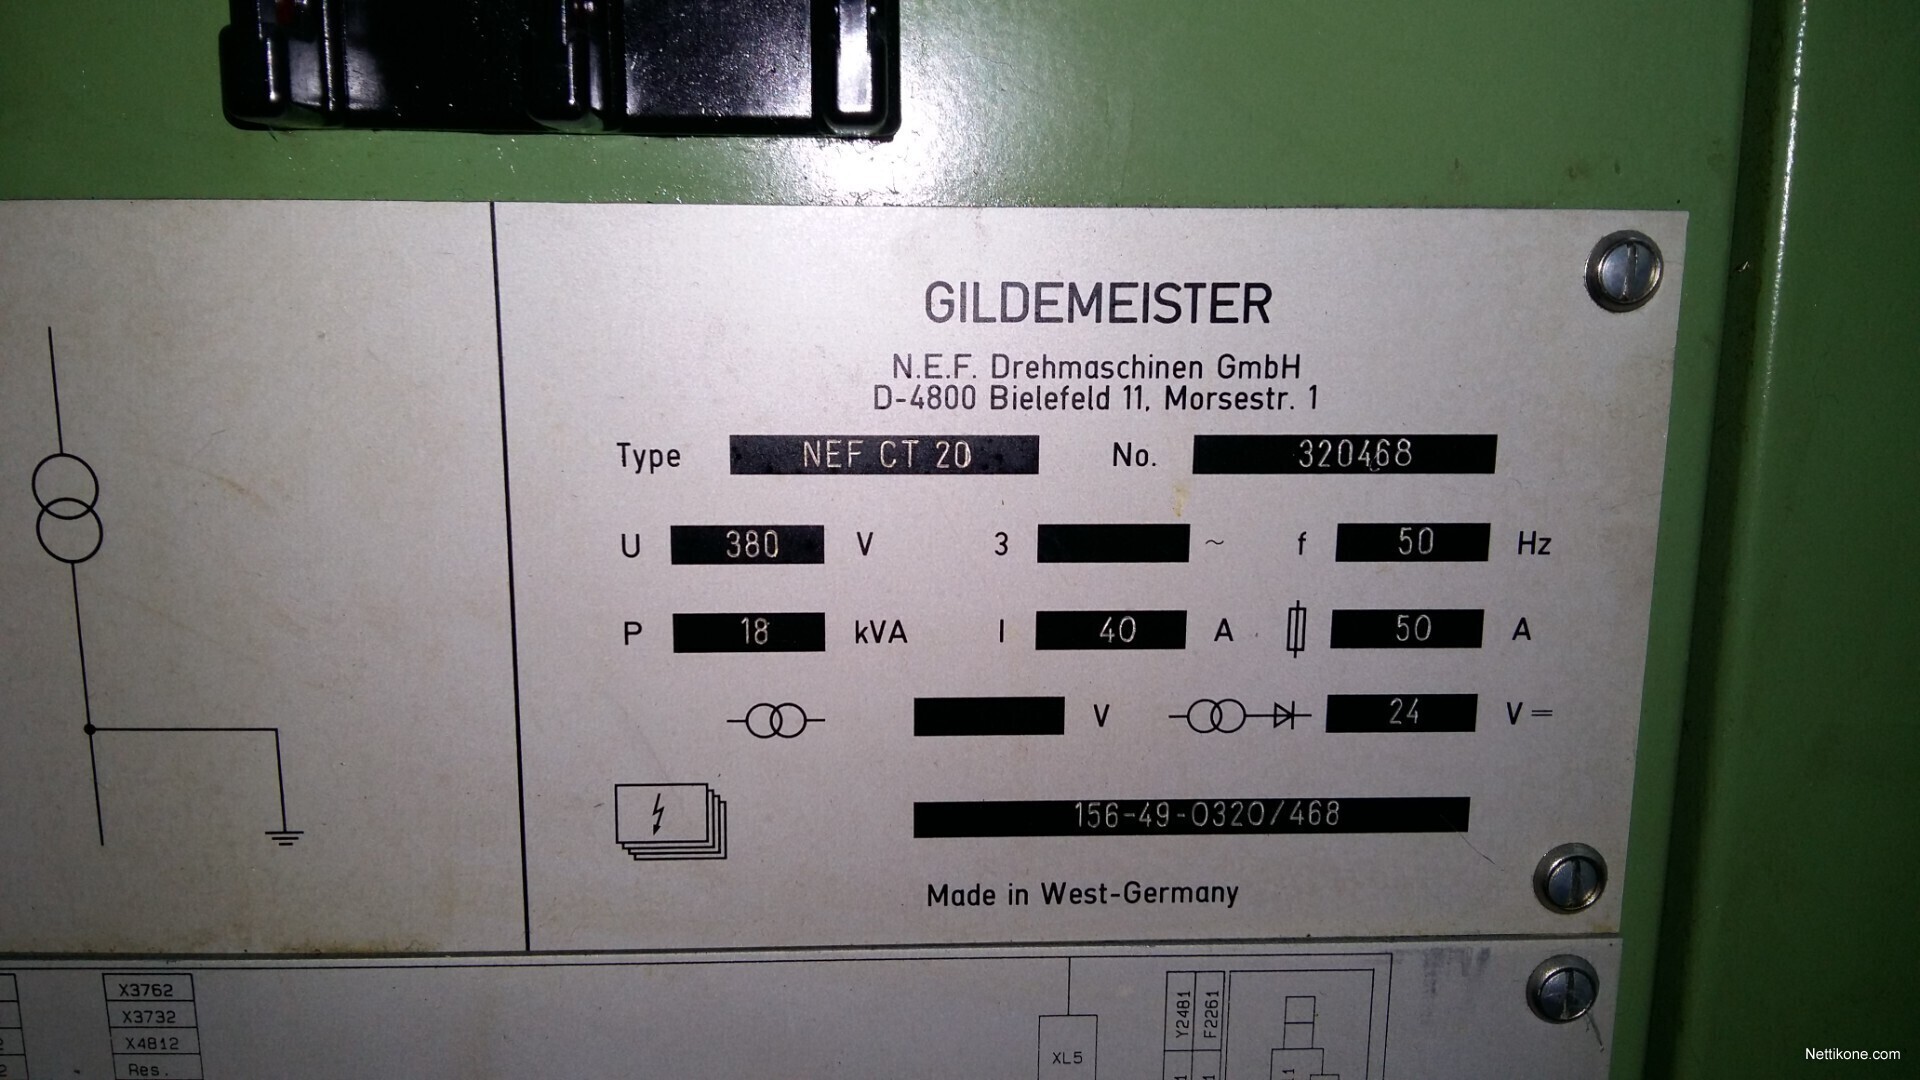 GILDEMEISTER
N.E.F. Drehmaschinen GmbH
D-4800 Bielefeld 11, Morsestr. 1
Type NEF CT 20 No. 320468
U 380 V 3 ~ f 50 Hz
P 18 kVA I 40 A 50 A
V 24 V =
156-49-0320/468
Made in West-Germany
X3762
X3732
X4812
Res.
XL5
Y2481
F2261
Nettikone.com